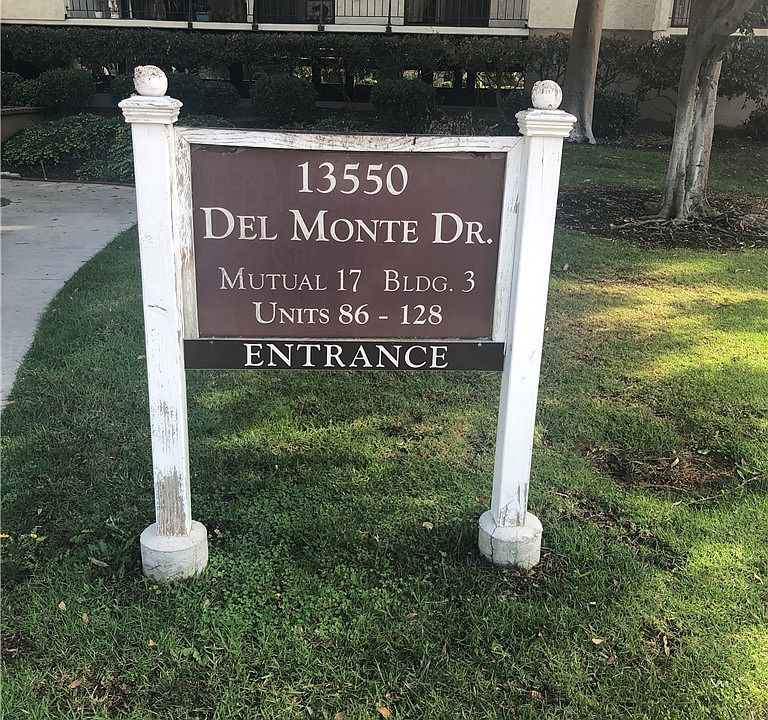 13550
DEL MONTE DR.
MUTUAL 17 BLDG. 3
UNITS 86 - 128
ENTRANCE